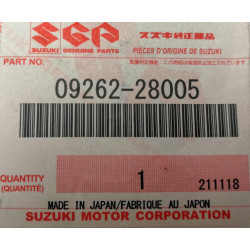 SGP
SUZUKI
GENUINE PARTS
スズキ純正部品
PIÈCES D'ORIGINE DE SUZUKI
PART NO.
09262-28005
QUANTITY
(QUANTITÉ)
1
211118
MADE IN JAPAN/FABRIQUE AU JAPON
SUZUKI MOTOR CORPORATION